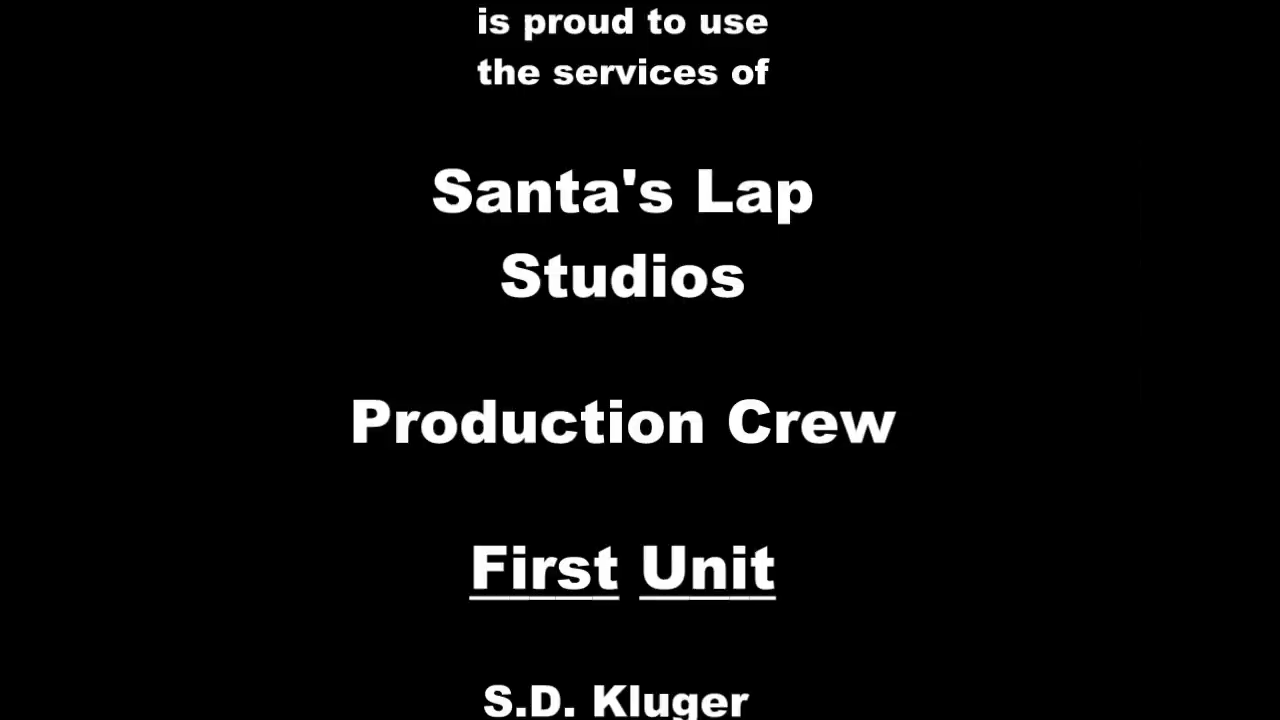 is proud to use
the services of
Santa's Lap
Studios
Production Crew
First Unit
S.D. Kluger